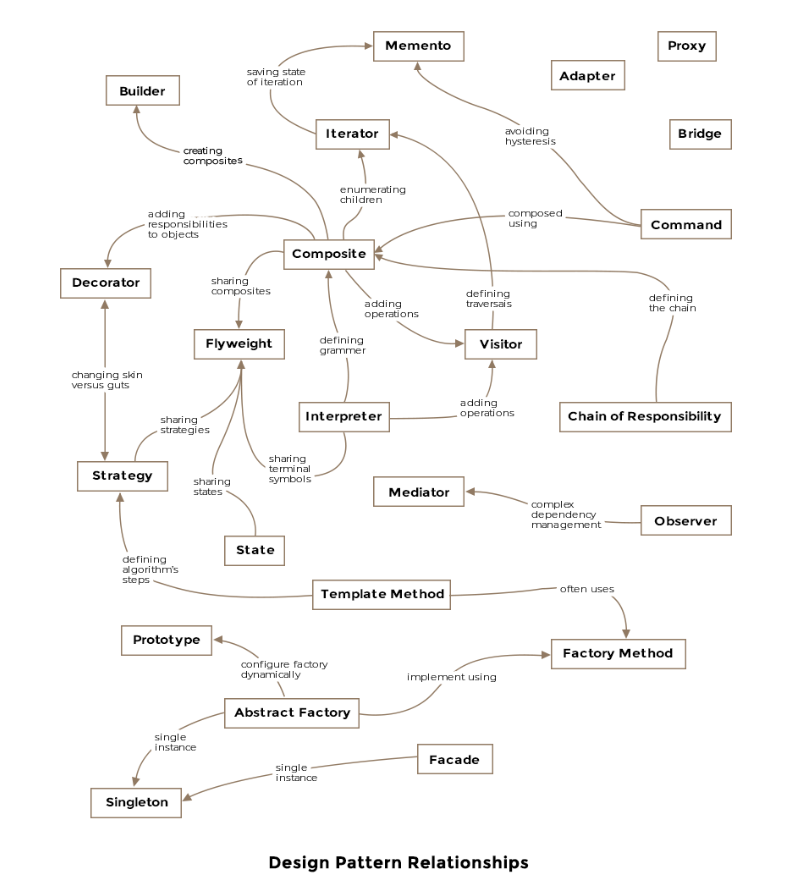 Memento
Proxy
Adapter
saving state
of iteration
Builder
Iterator
avoiding
hysteresis
Bridge
creating
composites
enumerating
children
adding
responsibilities
to objects
composed
using
Command
Composite
Decorator
sharing
composites
adding
operations
defining
traversais
defining
the chain
Flyweight
defining
grammer
Visitor
changing skin
versus guts
sharing
strategies
Interpreter
adding
operations
Chain of Responsibility
Strategy
sharing
states
sharing
terminal
symbols
Mediator
complex
dependency
management
Observer
State
defining
algorithm's
steps
Template Method
often uses
Prototype
configure factory
dynamically
implement using
Factory Method
Abstract Factory
single
instance
single
instance
Facade
Singleton
Design Pattern Relationships